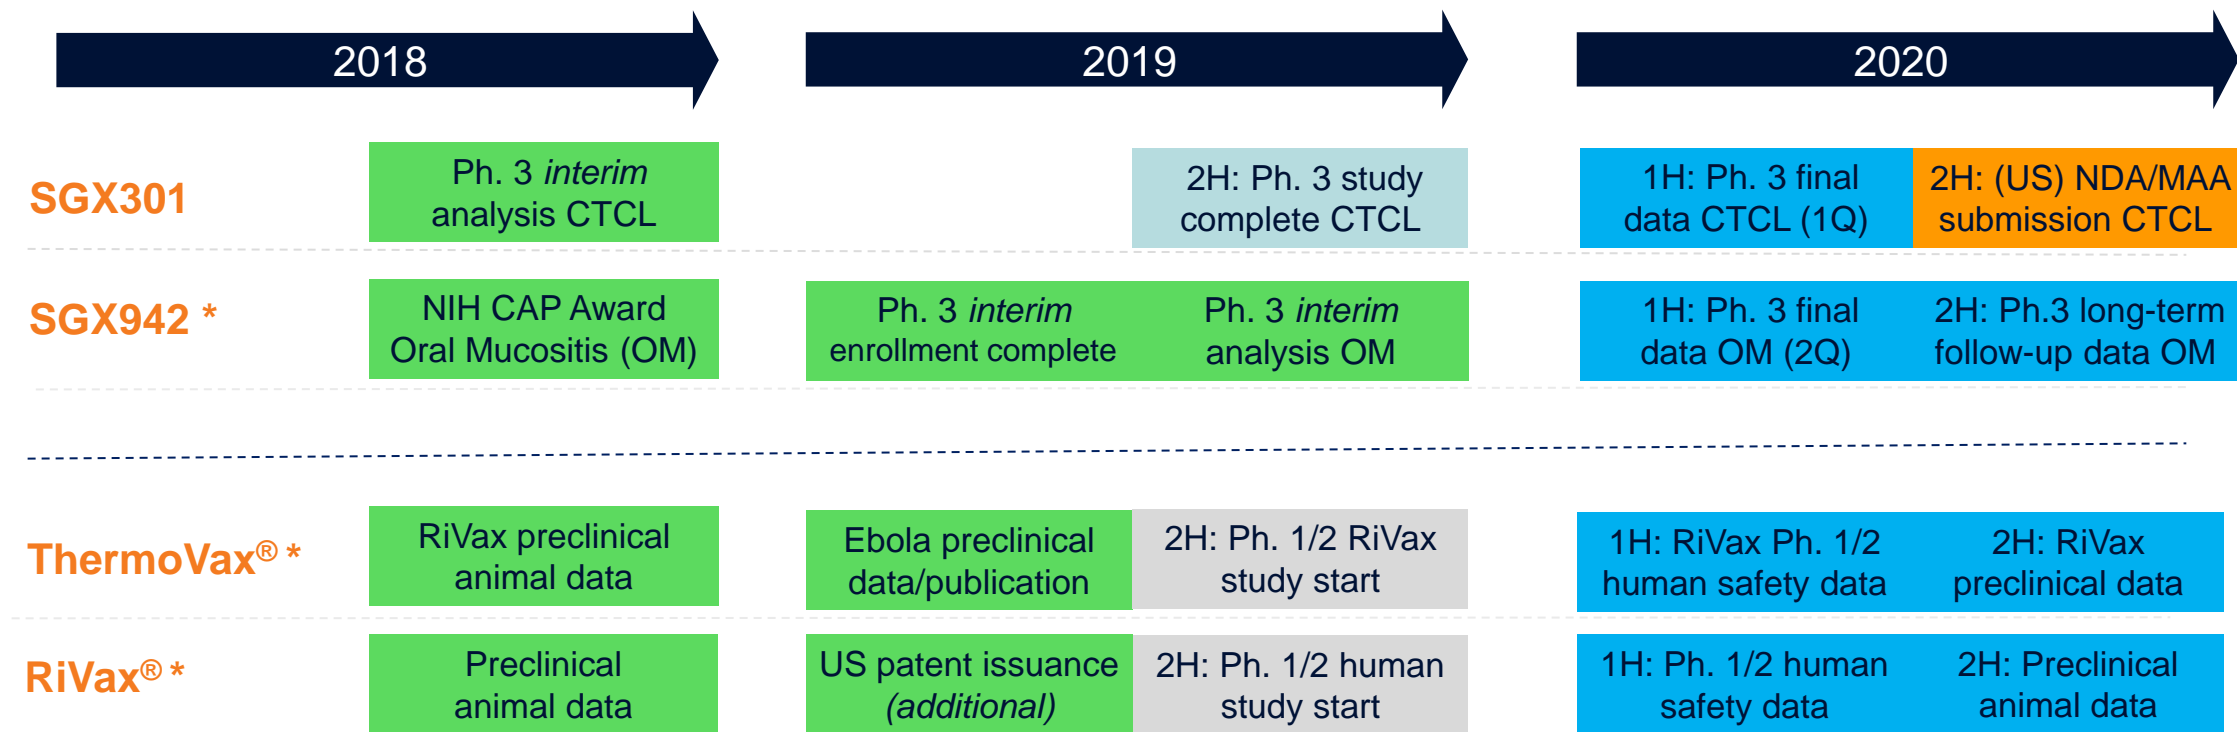 2018
2019
2020
SGX301
Ph. 3 interim
analysis CTCL
2H: Ph. 3 study
complete CTCL
1H: Ph. 3 final
data CTCL (1Q)
2H: (US) NDA/MAA
submission CTCL
SGX942 *
NIH CAP Award
Oral Mucositis (OM)
Ph. 3 interim
enrollment complete
Ph. 3 interim
analysis OM
1H: Ph. 3 final
data OM (2Q)
2H: Ph.3 long-term
follow-up data OM
ThermoVax® *
RiVax preclinical
animal data
Ebola preclinical
data/publication
2H: Ph. 1/2 RiVax
study start
1H: RiVax Ph. 1/2
human safety data
2H: RiVax
preclinical data
RiVax® *
Preclinical
animal data
US patent issuance
(additional)
2H: Ph. 1/2 human
study start
1H: Ph. 1/2 human
safety data
2H: Preclinical
animal data